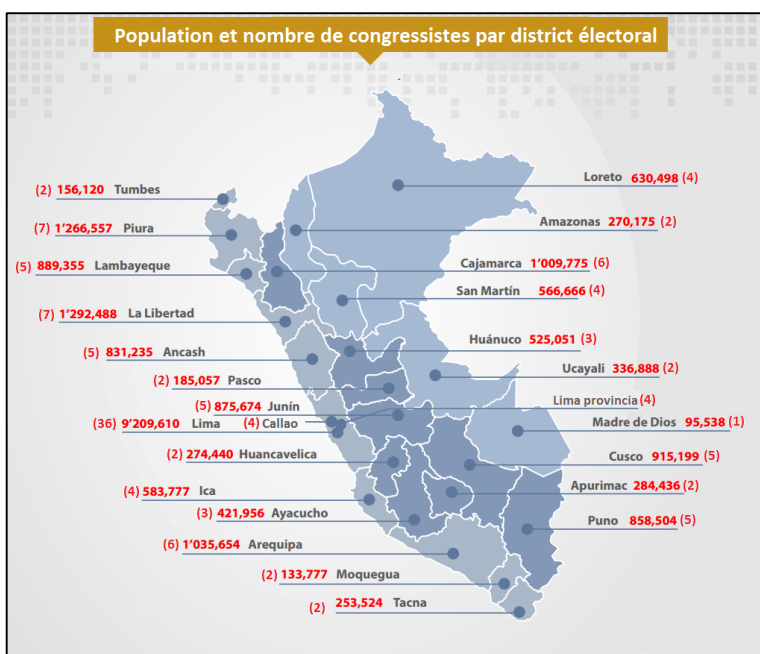 Population et nombre de congressistes par district électoral
Loreto 630,498 (4)
(2) 156,120 Tumbes
Amazonas 270,175 (2)
(7) 1'266,557 Piura
Cajamarca 1'009,775 (6)
(5) 889,355 Lambayeque
San Martín 566,666 (4)
(7) 1'292,488 La Libertad
Huánuco 525,051 (3)
(5) 831,235 Ancash
Ucayali 336,888 (2)
(2) 185,057 Pasco
Lima provincia (4)
(5) 875,674 Junín
(36) 9'209,610 Lima (4) Callao
Madre de Dios 95,538 (1)
(2) 274,440 Huancavelica
Cusco 915,199 (5)
Apurimac 284,436 (2)
(4) 583,777 Ica
(3) 421,956 Ayacucho
Puno 858,504 (5)
(6) 1'035,654 Arequipa
(2) 133,777 Moquegua
(2) 253,524 Tacna